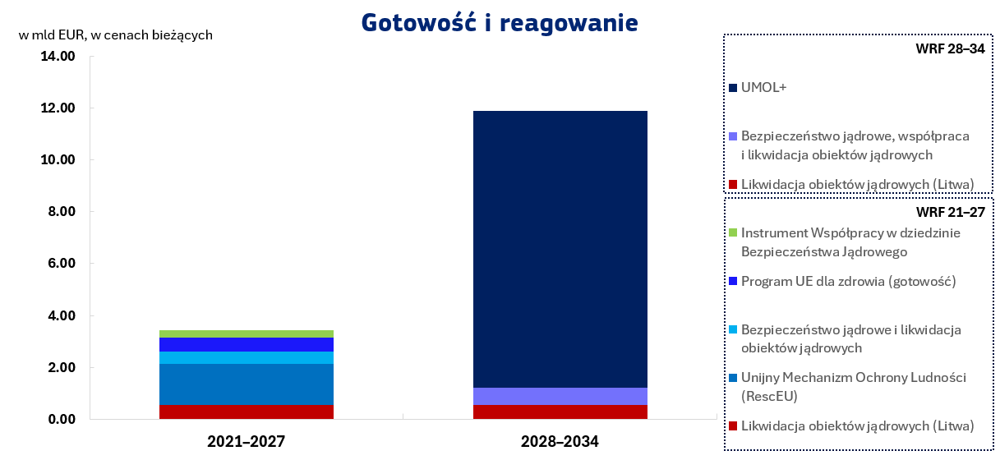 Gotowość i reagowanie
w mld EUR, w cenach bieżących
14.00
12.00
10.00
8.00
6.00
4.00
2.00
0.00
2021–2027
2028–2034
WRF 28–34
UMOL+
Bezpieczeństwo jądrowe, współpraca
i likwidacja obiektów jądrowych
Likwidacja obiektów jądrowych (Litwa)
WRF 21–27
Instrument Współpracy w dziedzinie
Bezpieczeństwa Jądrowego
Program UE dla zdrowia (gotowość)
Bezpieczeństwo jądrowe i likwidacja
obiektów jądrowych
Unijny Mechanizm Ochrony Ludności
(RescEU)
Likwidacja obiektów jądrowych (Litwa)